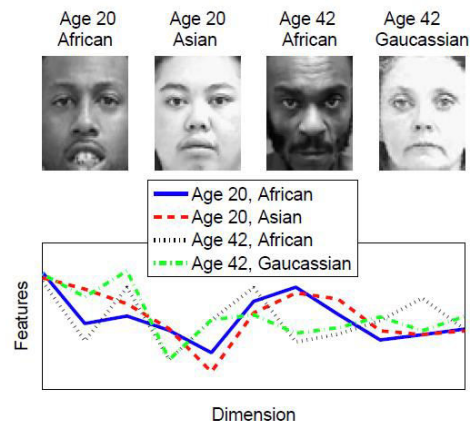 Age 20 Age 20 Age 42 Age 42
African Asian African Gaucassian
Age 20, African
Age 20, Asian
Age 42, African
Age 42, Gaucassian
Features
Dimension